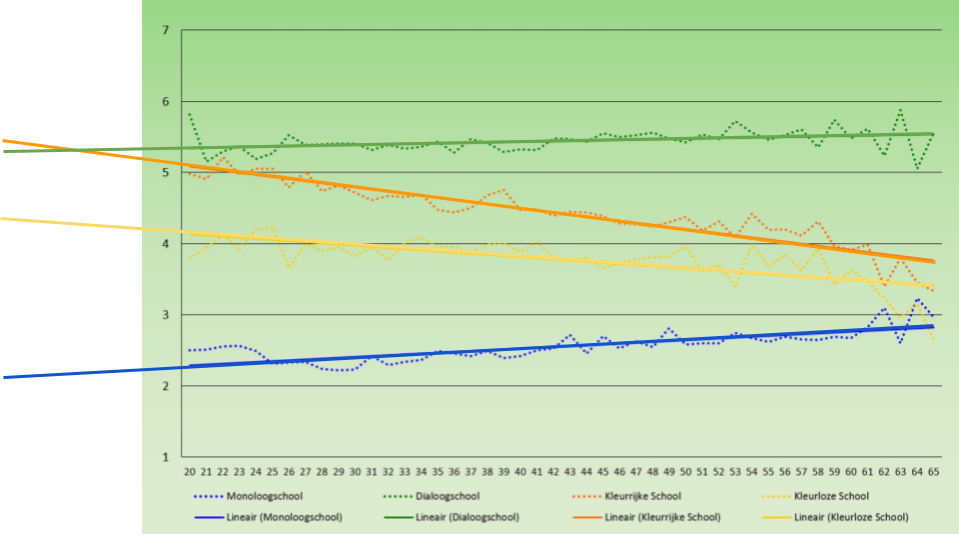 7
6
5
4
3
2
1
20 21 22 23 24 25 26 27 28 29 30 31 32 33 34 35 36 37 38 39 40 41 42 43 44 45 46 47 48 49 50 51 52 53 54 55 56 57 58 59 60 61 62 63 64 65
Monoloogschool Dialoogschool Kleurrijke School Kleurloze School
Lineair (Monoloogschool) Lineair (Dialoogschool) Lineair (Kleurrijke School) Lineair (Kleurloze School)